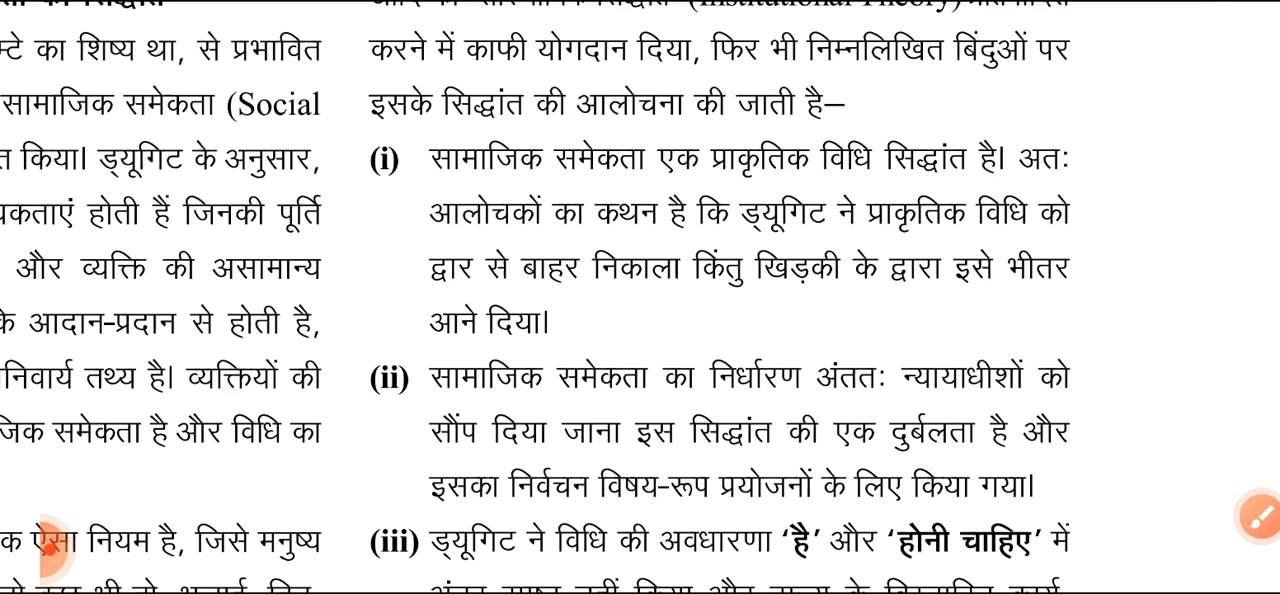 म्टे का शिष्य था, से प्रभावित
सामाजिक समेकता (Social
त किया। ड्यूगिट के अनुसार,
यकताएं होती हैं जिनकी पूर्ति
और व्यक्ति की असामान्य
के आदान-प्रदान से होती है,
निवार्य तथ्य है। व्यक्तियों की
जिक समेकता है और विधि का
क ऐसा नियम है, जिसे मनुष्य
करने में काफी योगदान दिया, फिर भी निम्नलिखित बिंदुओं पर
इसके सिद्धांत की आलोचना की जाती है—
(i) सामाजिक समेकता एक प्राकृतिक विधि सिद्धांत है। अतः
आलोचकों का कथन है कि ड्यूगिट ने प्राकृतिक विधि को
द्वार से बाहर निकाला किंतु खिड़की के द्वारा इसे भीतर
आने दिया।
(ii) सामाजिक समेकता का निर्धारण अंततः न्यायाधीशों को
सौंप दिया जाना इस सिद्धांत की एक दुर्बलता है और
इसका निर्वचन विषय-रूप प्रयोजनों के लिए किया गया।
(iii) ड्यूगिट ने विधि की अवधारणा ‘है’ और ‘होनी चाहिए’ में